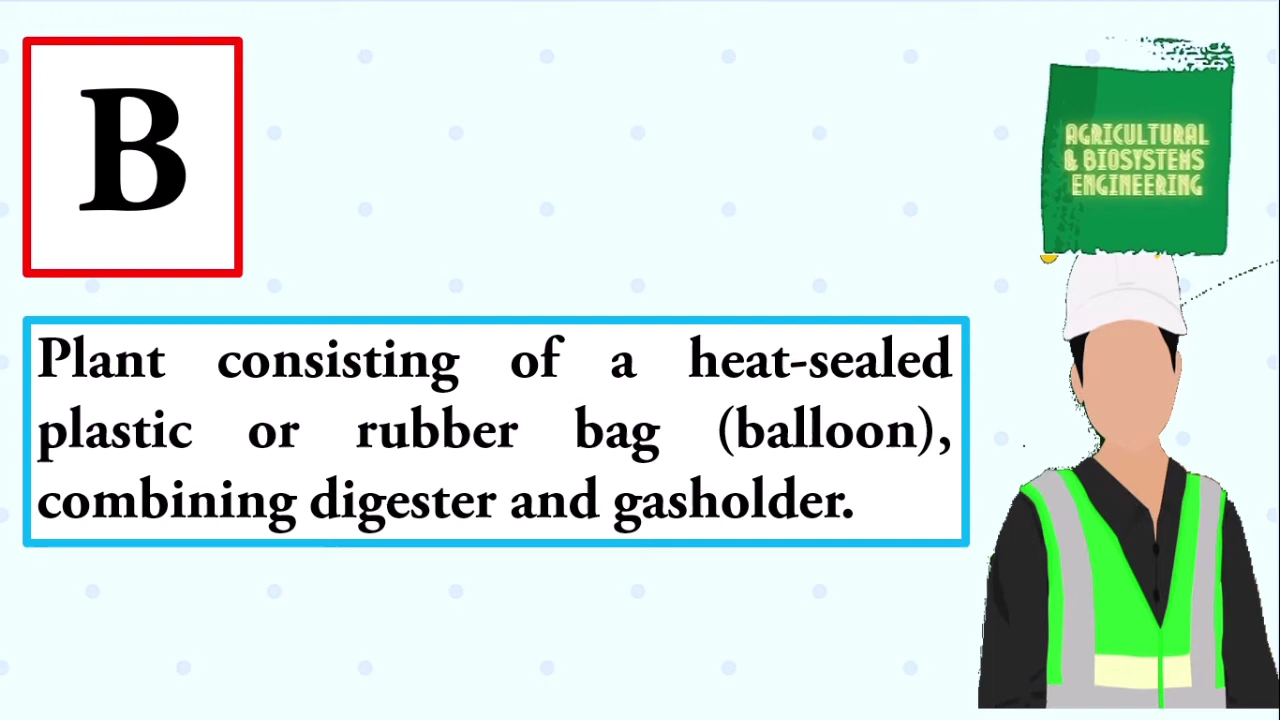 B
AGRICULTURAL
& BIOSYSTEMS
ENGINEERING
Plant consisting of a heat-sealed
plastic or rubber bag (balloon),
combining digester and gasholder.